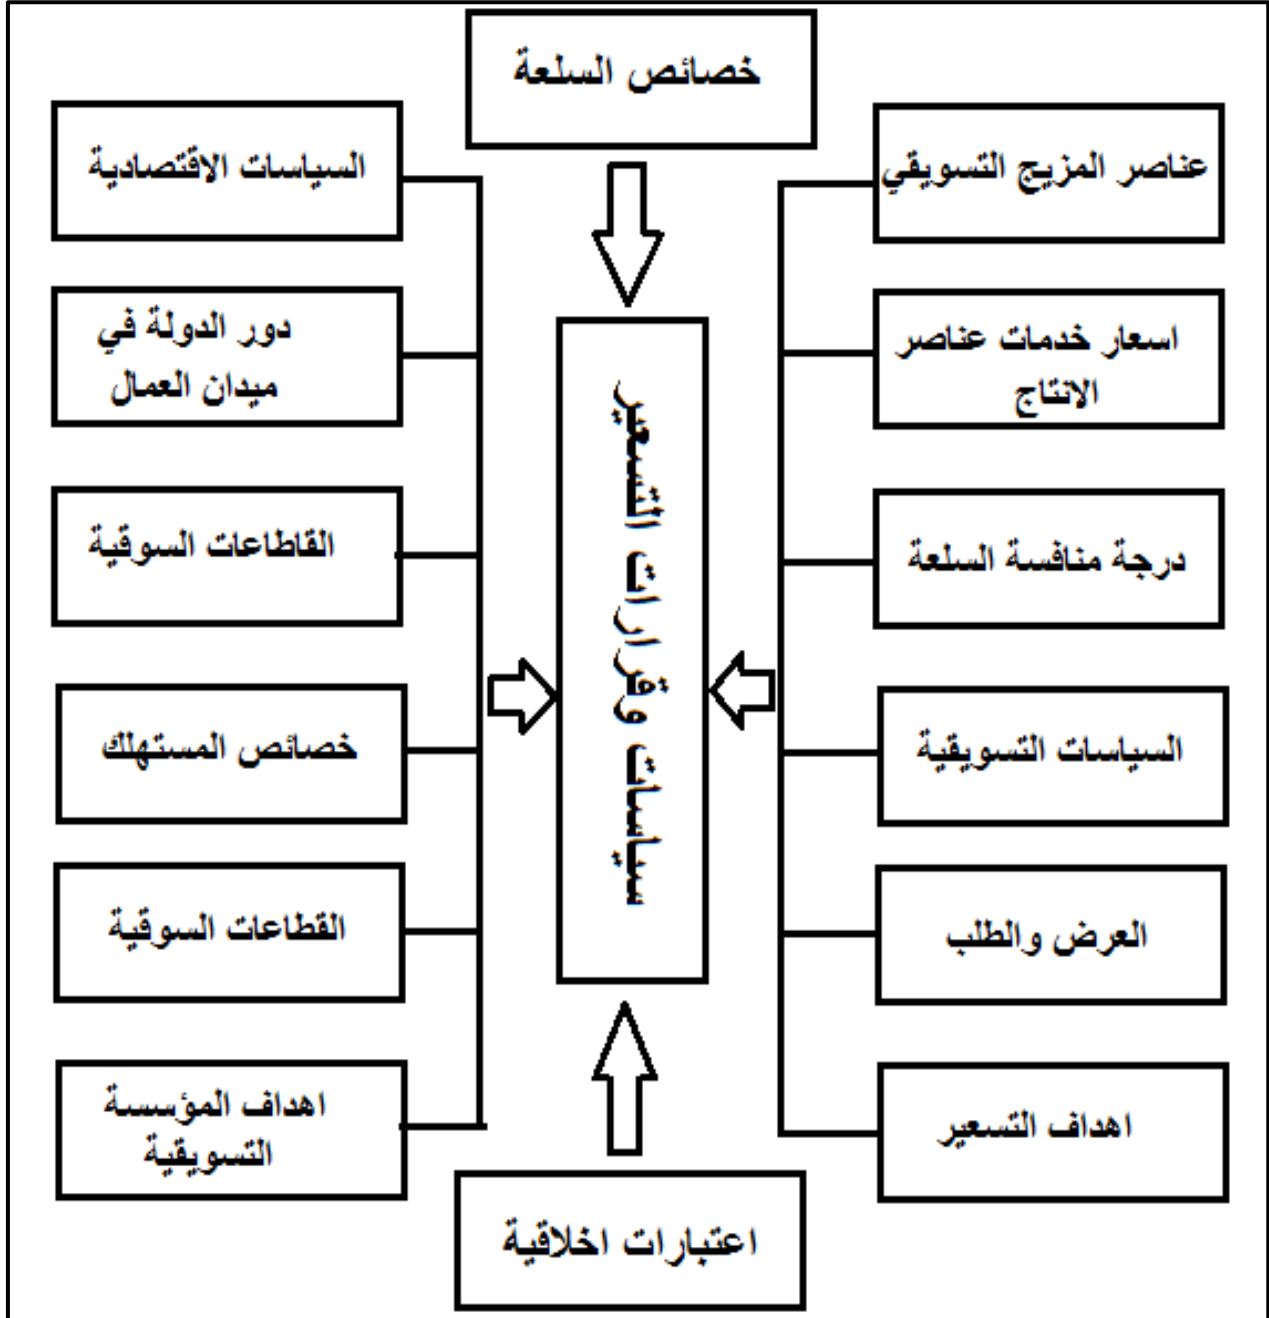 خصائص السلعة
عناصر المزيج التسويقي
اسعار خدمات عناصر
الانتاج
درجة منافسة السلعة
السياسات التسويقية
العرض والطلب
اهداف التسعير
سياسات وقرارات التسعير
السياسات الاقتصادية
دور الدولة في
ميدان العمال
القاطاعات السوقية
خصائص المستهلك
القطاعات السوقية
اهداف المؤسسة
التسويقية
اعتبارات اخلاقية